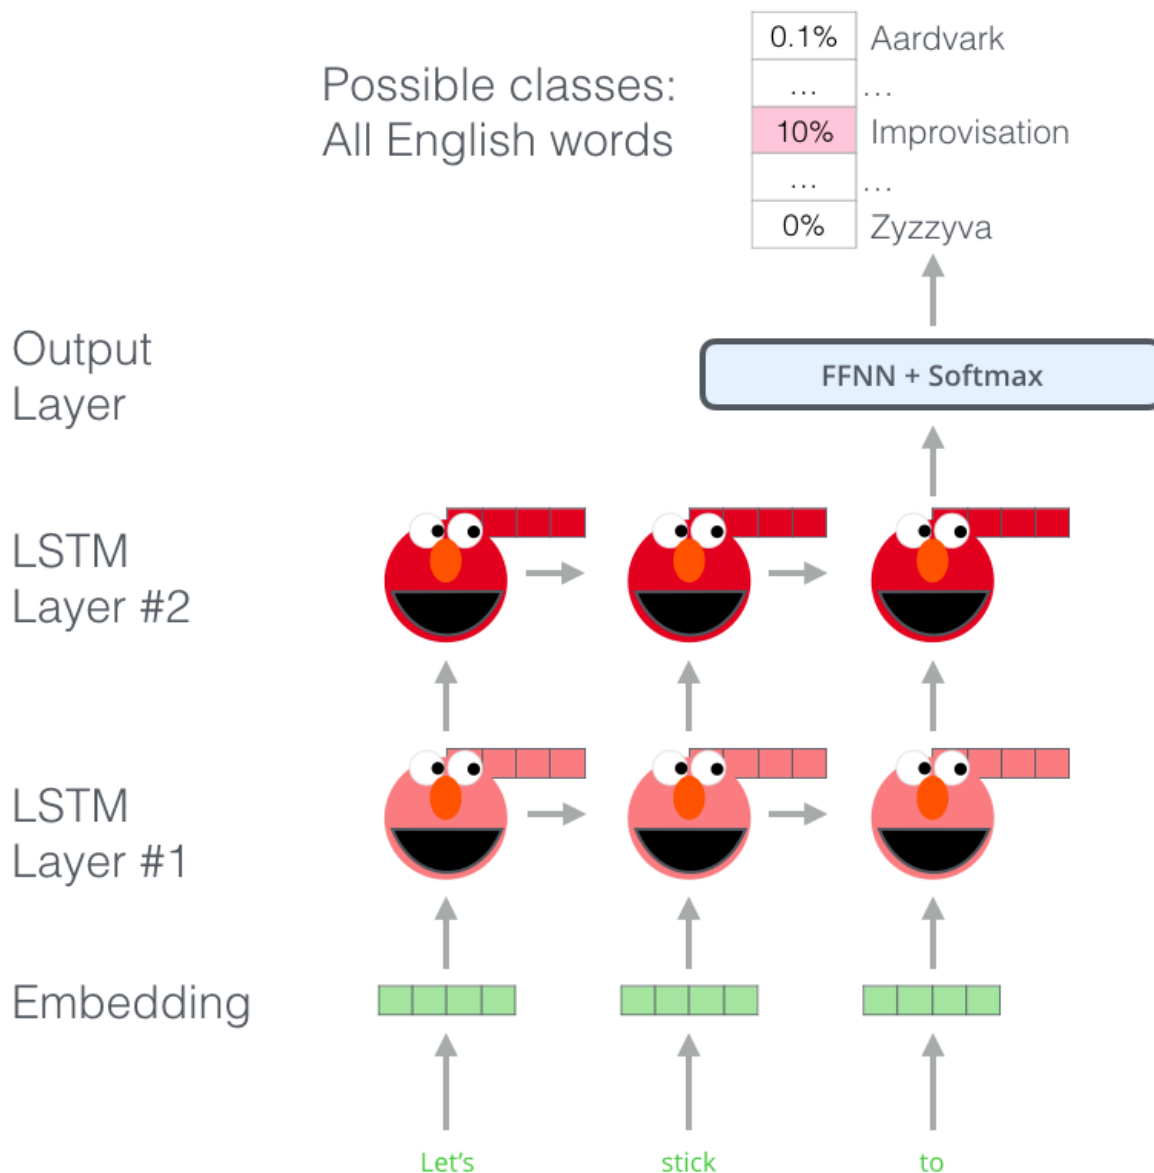 0.1% Aardvark
Possible classes:
... ...
All English words
10% Improvisation
... ...
0% Zyzzyva
Output
Layer
FFNN + Softmax
LSTM
Layer #2
LSTM
Layer #1
Embedding
Let's stick to